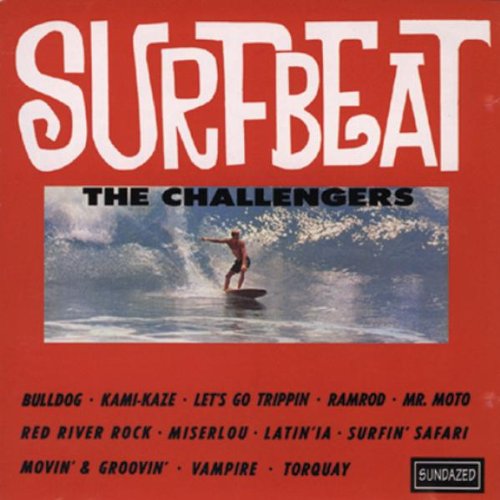 SURFBEAT
THE CHALLENGERS
BULLDOG · KAMI-KAZE · LET'S GO TRIPPIN · RAMROD · MR. MOTO
RED RIVER ROCK · MISERLOU · LATIN'IA · SURFIN' SAFARI
MOVIN' & GROOVIN' · VAMPIRE · TORQUAY
SUNDAZED